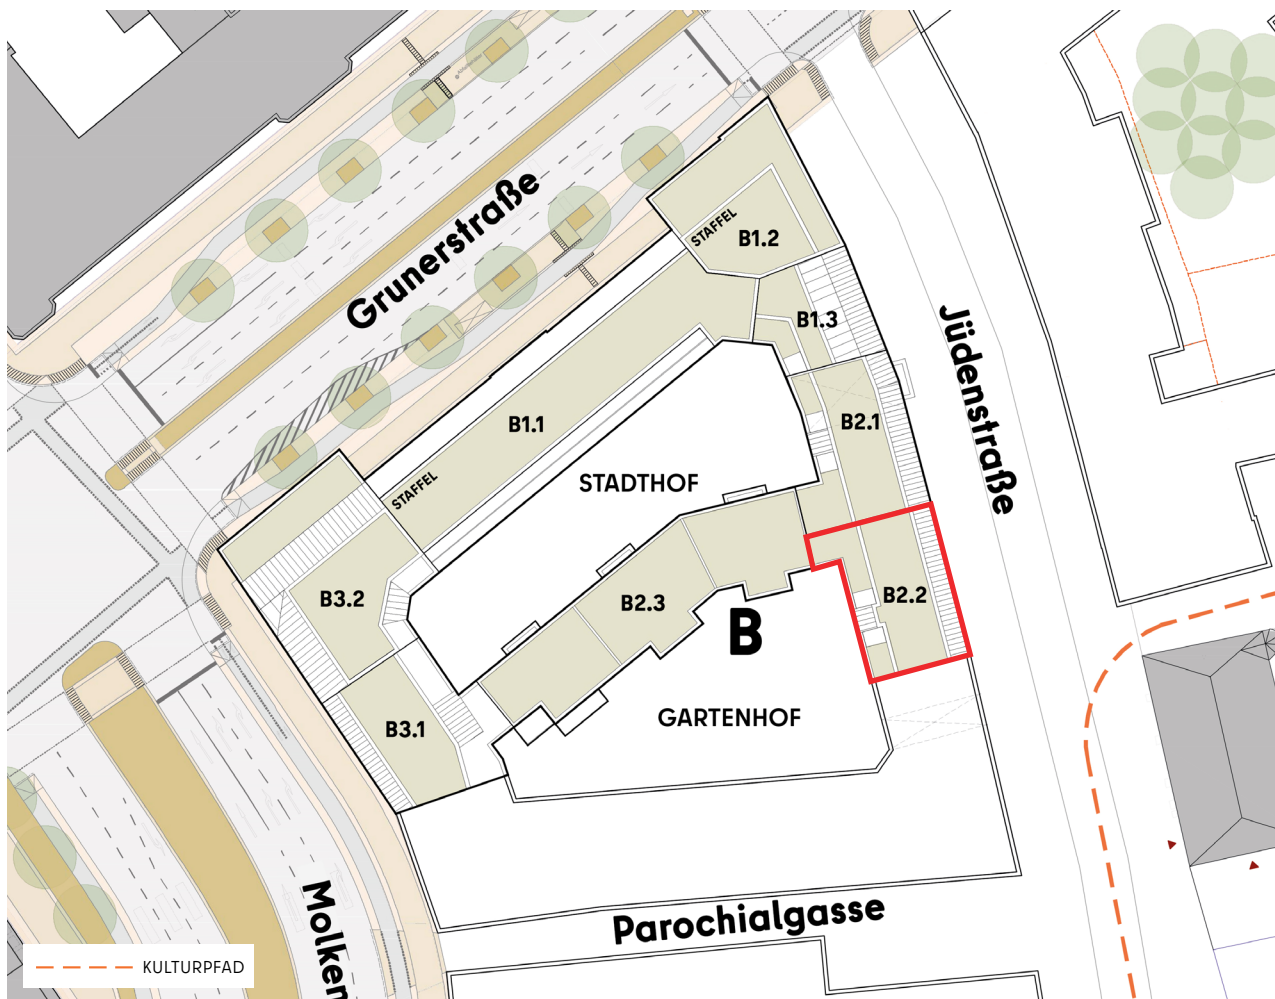 Grunerstraße
STAFFEL
B1.2
B1.3
Jüdenstraße
B1.1
B2.1
STADTHOF
STAFFEL
B3.2
B2.3
B2.2
B
GARTENHOF
B3.1
Parochialgasse
Molken
KULTURPFAD